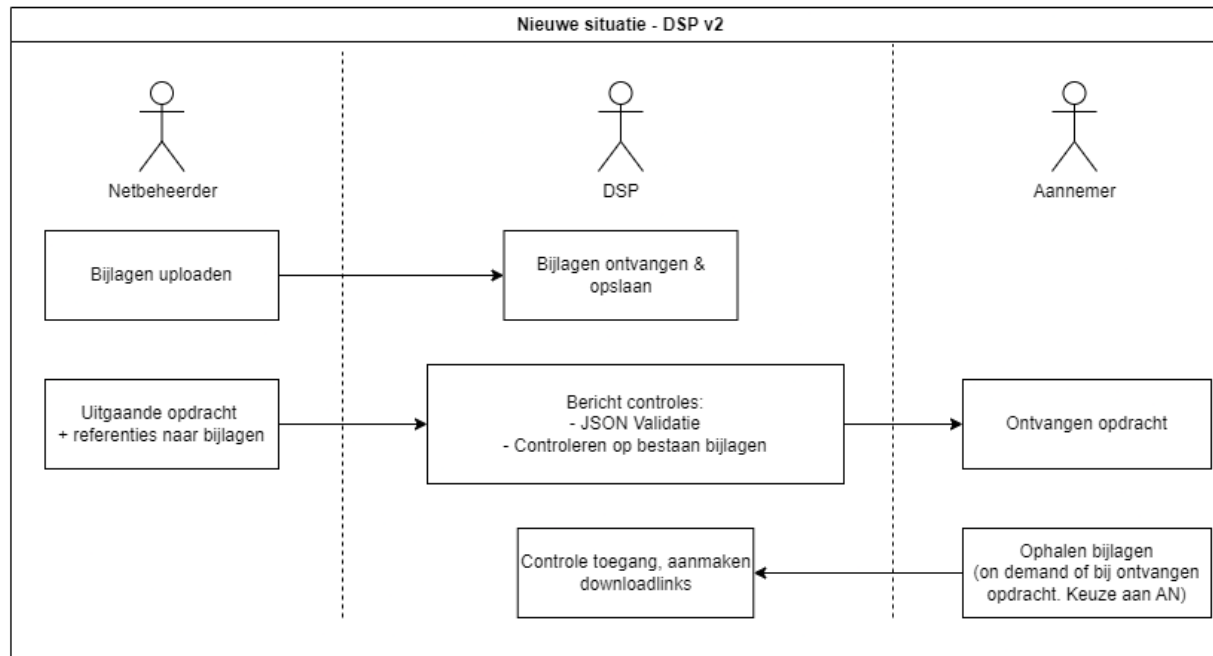 Nieuwe situatie - DSP v2
Netbeheerder
DSP
Aannemer
Bijlagen uploaden
Bijlagen ontvangen &
opslaan
Uitgaande opdracht
+ referenties naar bijlagen
Bericht controles:
- JSON Validatie
- Controleren op bestaan bijlagen
Ontvangen opdracht
Controle toegang, aanmaken
downloadlinks
Ophalen bijlagen
(on demand of bij ontvangen
opdracht. Keuze aan AN)